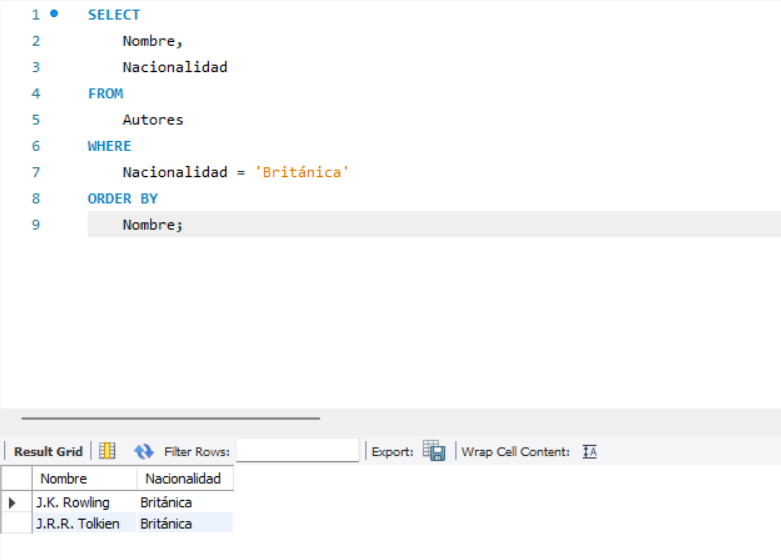 1 SELECT
2 Nombre,
3 Nacionalidad
4 FROM
5 Autores
6 WHERE
7 Nacionalidad = 'Británica'
8 ORDER BY
9 Nombre;
Result Grid Filter Rows: Export: Wrap Cell Content: IA
Nombre Nacionalidad
J.K. Rowling Británica
J.R.R. Tolkien Británica